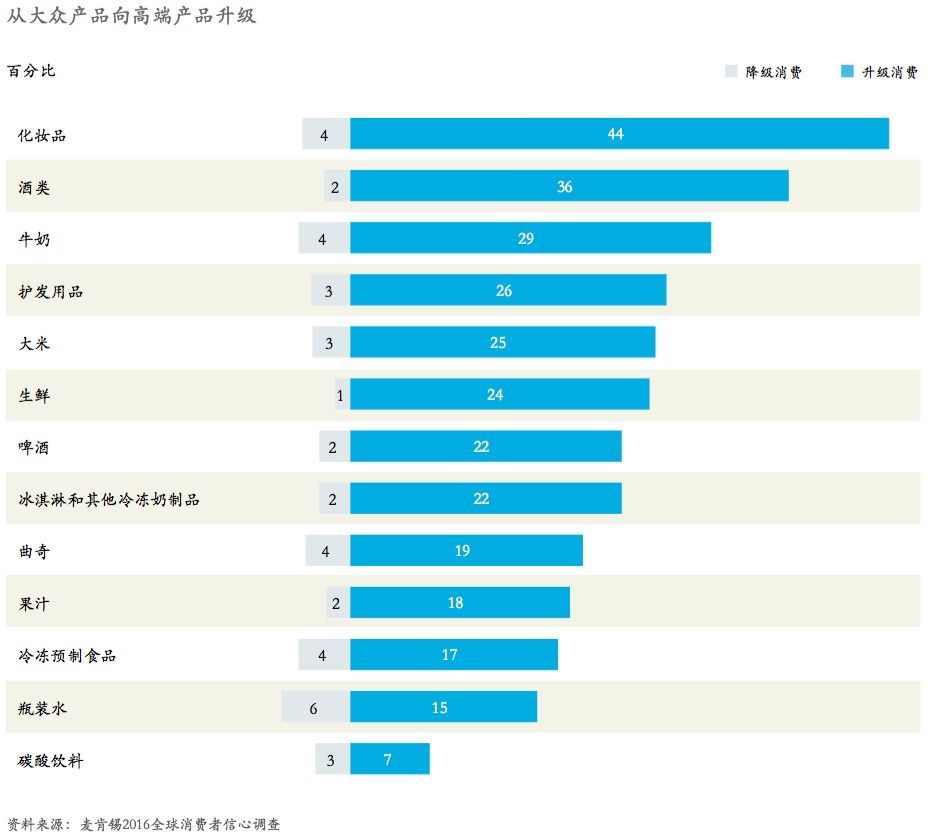 从大众产品向高端产品升级
百分比
降级消费 升级消费
化妆品 4 44
酒类 2 36
牛奶 4 29
护发用品 3 26
大米 3 25
生鲜 1 24
啤酒 2 22
冰淇淋和其他冷冻奶制品 2 22
曲奇 4 19
果汁 2 18
冷冻预制食品 4 17
瓶装水 6 15
碳酸饮料 3 7
资料来源：麦肯锡2016全球消费者信心调查